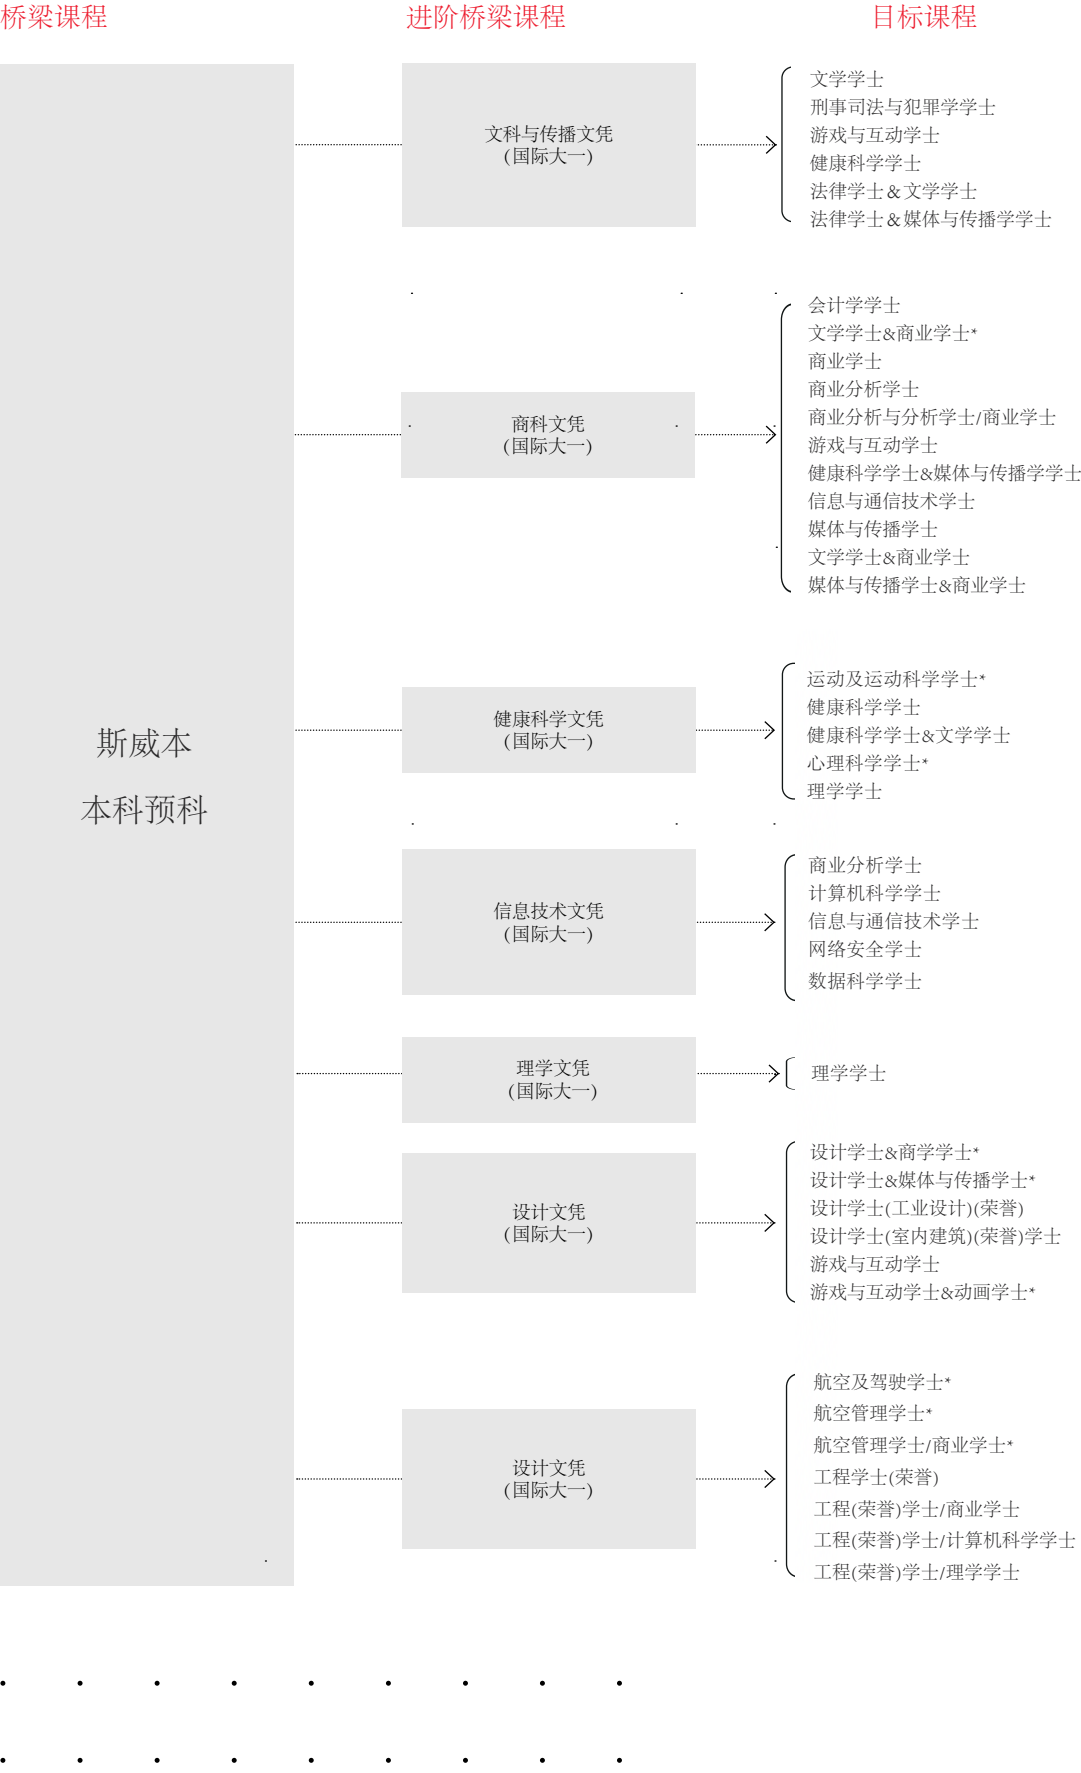 桥梁课程
进阶桥梁课程
目标课程
斯威本
本科预科
文科与传播文凭
(国际大一)
文学学士
刑事司法与犯罪学学士
游戏与互动学士
健康科学学士
法律学士＆文学学士
法律学士＆媒体与传播学学士
商科文凭
(国际大一)
会计学学士
文学学士&商业学士*
商业学士
商业分析学士
商业分析与分析学士/商业学士
游戏与互动学士
健康科学学士&媒体与传播学学士
信息与通信技术学士
媒体与传播学士
文学学士&商业学士
媒体与传播学士&商业学士
健康科学文凭
(国际大一)
运动及运动科学学士*
健康科学学士
健康科学学士&文学学士
心理科学学士*
理学学士
信息技术文凭
(国际大一)
商业分析学士
计算机科学学士
信息与通信技术学士
网络安全学士
数据科学学士
理学文凭
(国际大一)
理学学士
设计文凭
(国际大一)
设计学士&商学学士*
设计学士&媒体与传播学士*
设计学士(工业设计)(荣誉)
设计学士(室内建筑)(荣誉)学士
游戏与互动学士
游戏与互动学士&动画学士*
设计文凭
(国际大一)
航空及驾驶学士*
航空管理学士*
航空管理学士/商业学士*
工程学士(荣誉)
工程(荣誉)学士/商业学士
工程(荣誉)学士/计算机科学学士
工程(荣誉)学士/理学学士